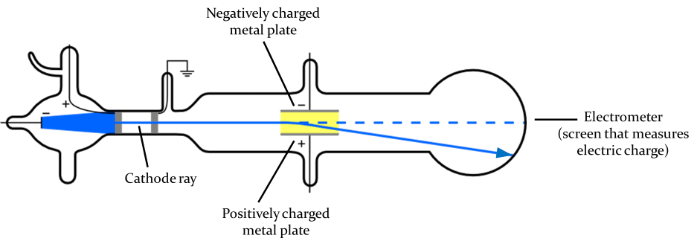 Negatively charged
metal plate
+
−
−
+
Cathode ray
Electrometer
(screen that measures
electric charge)
Positively charged
metal plate